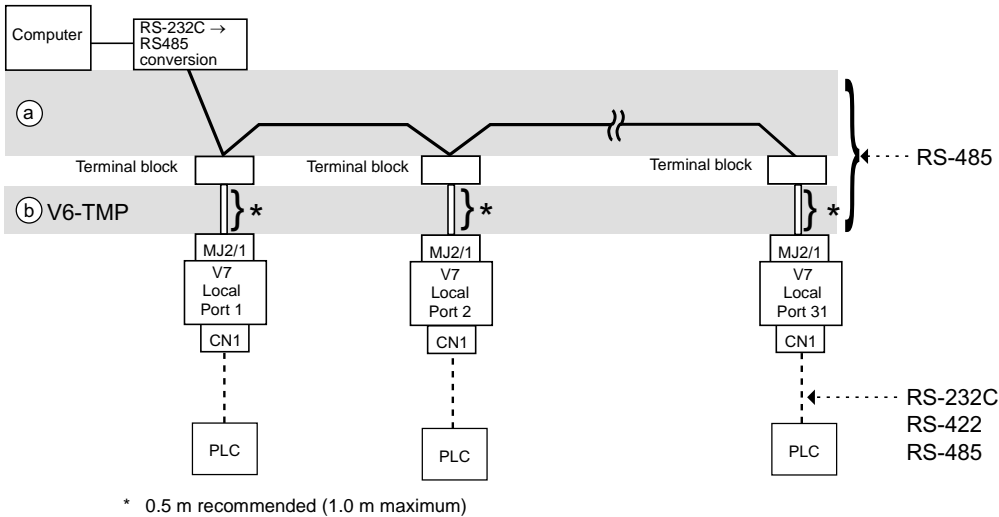 Computer
RS-232C →
RS485
conversion
a
Terminal block
Terminal block
Terminal block
RS-485
b V6-TMP
*
*
*
MJ2/1
MJ2/1
MJ2/1
V7
Local
Port 1
V7
Local
Port 2
V7
Local
Port 31
CN1
CN1
CN1
RS-232C
RS-422
RS-485
PLC
PLC
PLC
* 0.5 m recommended (1.0 m maximum)